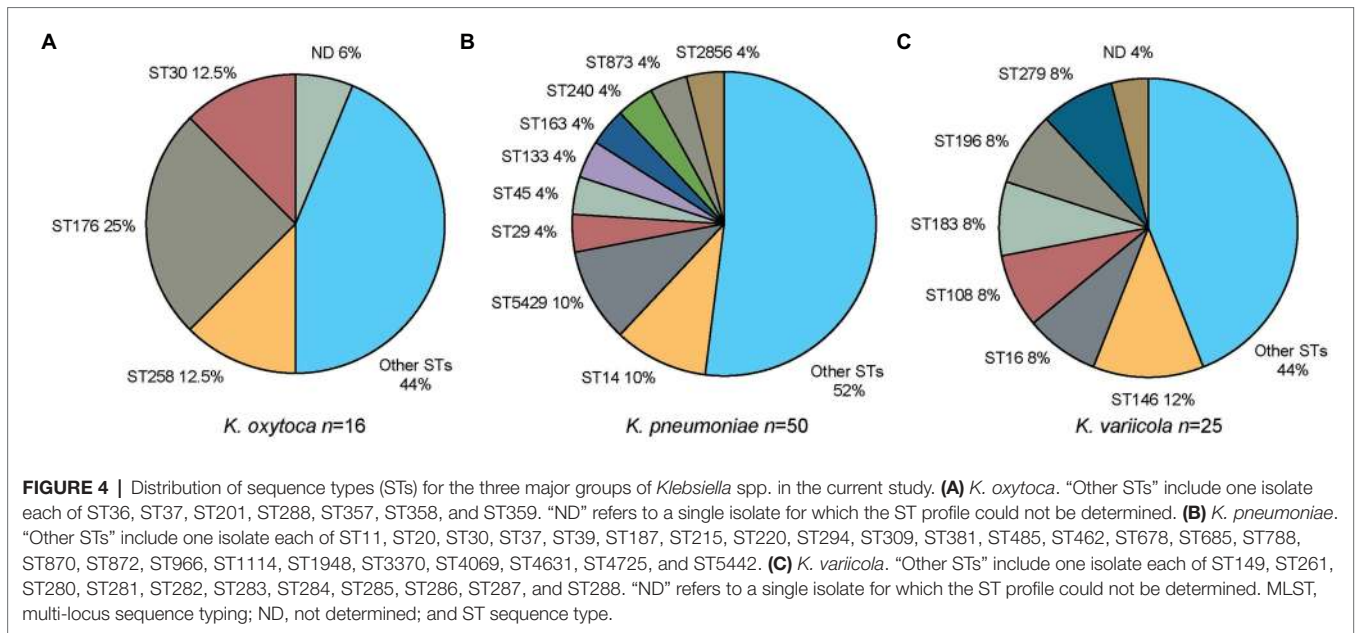 A
ND 6%
ST30 12.5%
ST176 25%
ST258 12.5%
Other STs
44%
K. oxytoca n=16
B
ST2856 4%
ST873 4%
ST240 4%
ST163 4%
ST133 4%
ST45 4%
ST29 4%
ST5429 10%
ST14 10%
Other STs
52%
K. pneumoniae n=50
C
ND 4%
ST279 8%
ST196 8%
ST183 8%
ST108 8%
ST16 8%
ST146 12%
Other STs
44%
K. variicola n=25
FIGURE 4 | Distribution of sequence types (STs) for the three major groups of Klebsiella spp. in the current study. (A) K. oxytoca. “Other STs” include one isolate
each of ST36, ST37, ST201, ST288, ST357, ST358, and ST359. “ND” refers to a single isolate for which the ST profile could not be determined. (B) K. pneumoniae.
“Other STs” include one isolate each of ST11, ST20, ST30, ST37, ST39, ST187, ST215, ST220, ST294, ST309, ST381, ST485, ST462, ST678, ST685, ST788,
ST870, ST872, ST966, ST1114, ST1948, ST3370, ST4069, ST4631, ST4725, and ST5442. (C) K. variicola. “Other STs” include one isolate each of ST149, ST261,
ST280, ST281, ST282, ST283, ST284, ST285, ST286, ST287, and ST288. “ND” refers to a single isolate for which the ST profile could not be determined. MLST,
multi-locus sequence typing; ND, not determined; and ST sequence type.